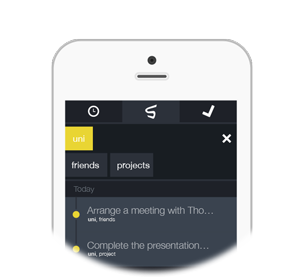 uni
friends projects
Today
Arrange a meeting with Tho...
uni, friends
Complete the presentation...
uni, project